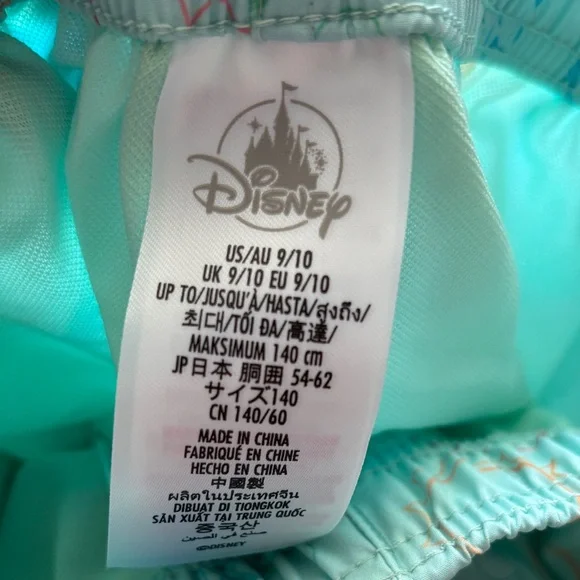 Disney
US/AU 9/10
UK 9/10 EU 9/10
UP TO/JUSQU'À/HASTA/สูงถึง/
최대/TỐI ĐA/高達/
MAKSIMUM 140 cm
JP日本 胴囲 54-62
サイズ140
CN 140/60
MADE IN CHINA
FABRIQUÉ EN CHINE
HECHO EN CHINA
中國製
ผลิตในประเทศจีน
DIBUAT DI TIONGKOK
SẢN XUẤT TẠI TRUNG QUỐC
중국산
صنع في الصين
©DISNEY